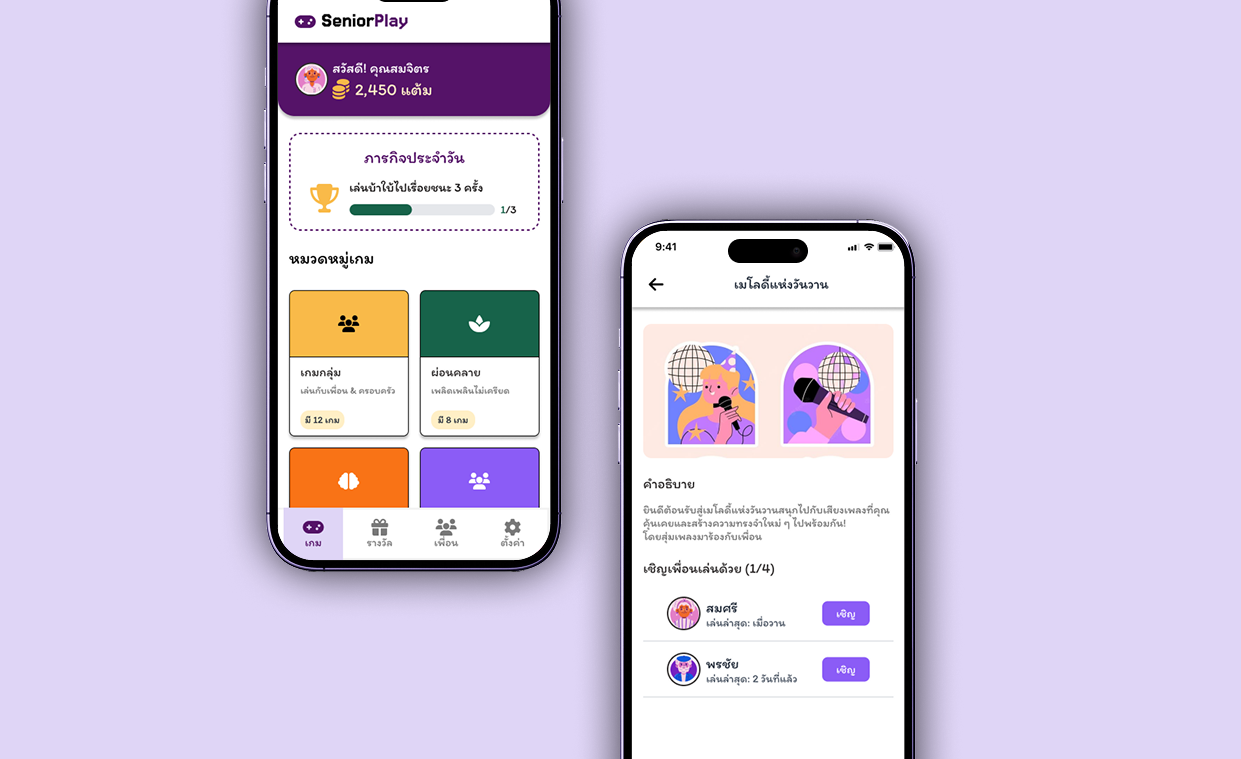 SeniorPlay
สวัสดี! คุณสมจิตร
2,450 แต้ม
ภารกิจประจำวัน
เล่นบ้าใบ้ไปเรื่อยชนะ 3 ครั้ง
1/3
หมวดหมู่เกม
เกมกลุ่ม
เล่นกับเพื่อน & ครอบครัว
มี 12 เกม
ผ่อนคลาย
เพลิดเพลินไม่เครียด
มี 8 เกม
เกม
รางวัล
เพื่อน
ตั้งค่า
9:41
เมโลดี้แห่งวันวาน
คำอธิบาย
ยินดีต้อนรับสู่เมโลดี้แห่งวันวานสนุกไปกับเสียงเพลงที่คุณ
คุ้นเคยและสร้างความทรงจำใหม่ ๆ ไปพร้อมกัน!
โดยสุ่มเพลงมาร้องกับเพื่อน
เชิญเพื่อนเล่นด้วย (1/4)
สมศรี
เล่นล่าสุด: เมื่อวาน
เชิญ
พรชัย
เล่นล่าสุด: 2 วันที่แล้ว
เชิญ